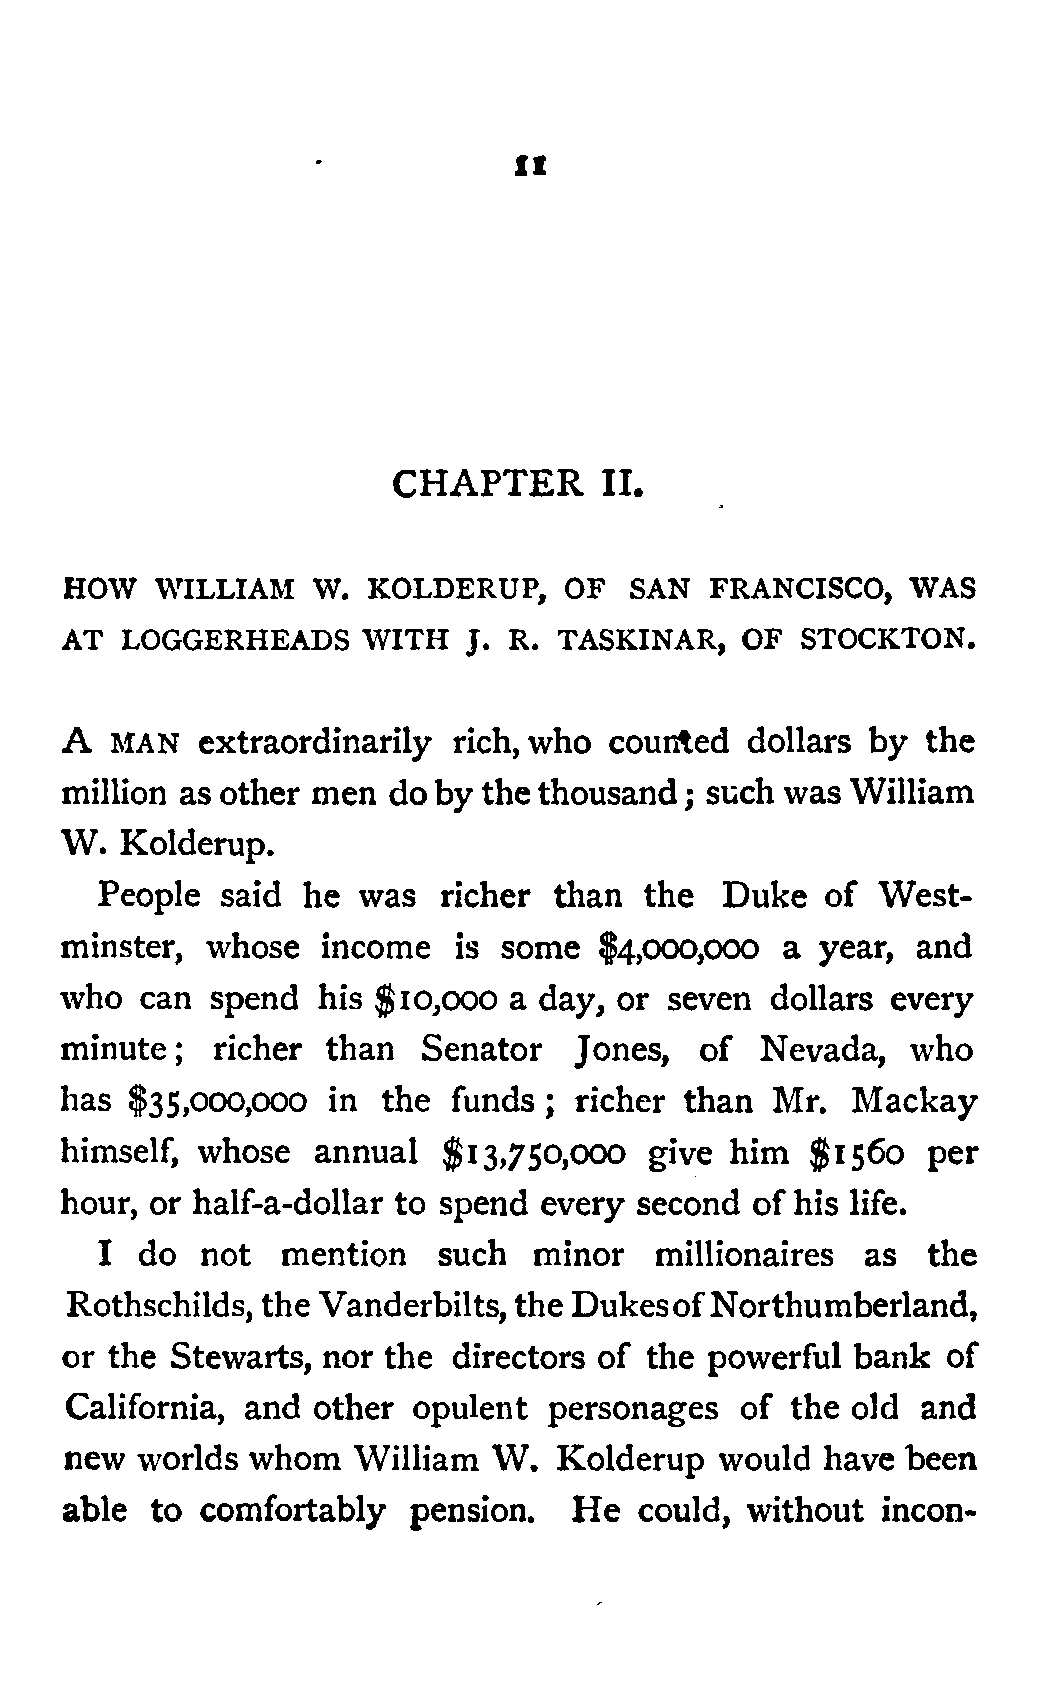 11
CHAPTER II.
HOW WILLIAM W. KOLDERUP, OF SAN FRANCISCO, WAS
AT LOGGERHEADS WITH J. R. TASKINAR, OF STOCKTON.
A MAN extraordinarily rich, who counted dollars by the
million as other men do by the thousand; such was William
W. Kolderup.
People said he was richer than the Duke of West-
minster, whose income is some $4,000,000 a year, and
who can spend his $10,000 a day, or seven dollars every
minute; richer than Senator Jones, of Nevada, who
has $35,000,000 in the funds; richer than Mr. Mackay
himself, whose annual $13,750,000 give him $1560 per
hour, or half-a-dollar to spend every second of his life.
I do not mention such minor millionaires as the
Rothschilds, the Vanderbilts, the Dukes of Northumberland,
or the Stewarts, nor the directors of the powerful bank of
California, and other opulent personages of the old and
new worlds whom William W. Kolderup would have been
able to comfortably pension. He could, without incon-